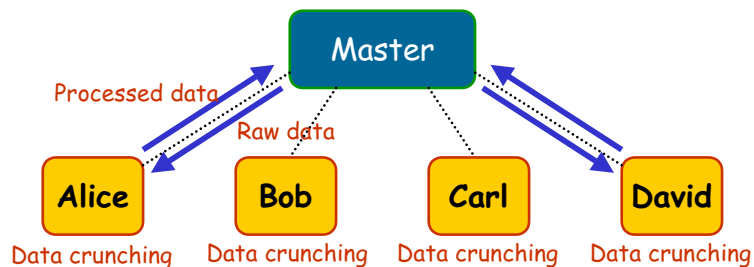 Master
Processed data
Raw data
Alice
Bob
Carl
David
Data crunching
Data crunching
Data crunching
Data crunching